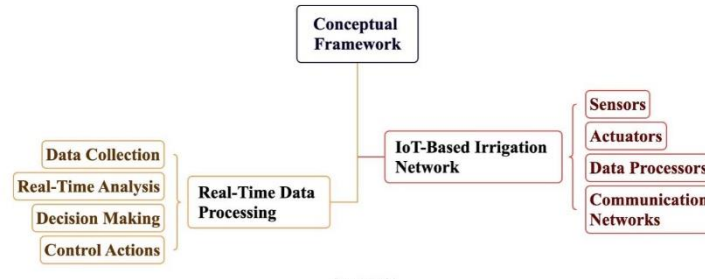 Conceptual
Framework
IoT-Based Irrigation
Network
Sensors
Actuators
Data Processors
Communication
Networks
Real-Time Data
Processing
Data Collection
Real-Time Analysis
Decision Making
Control Actions